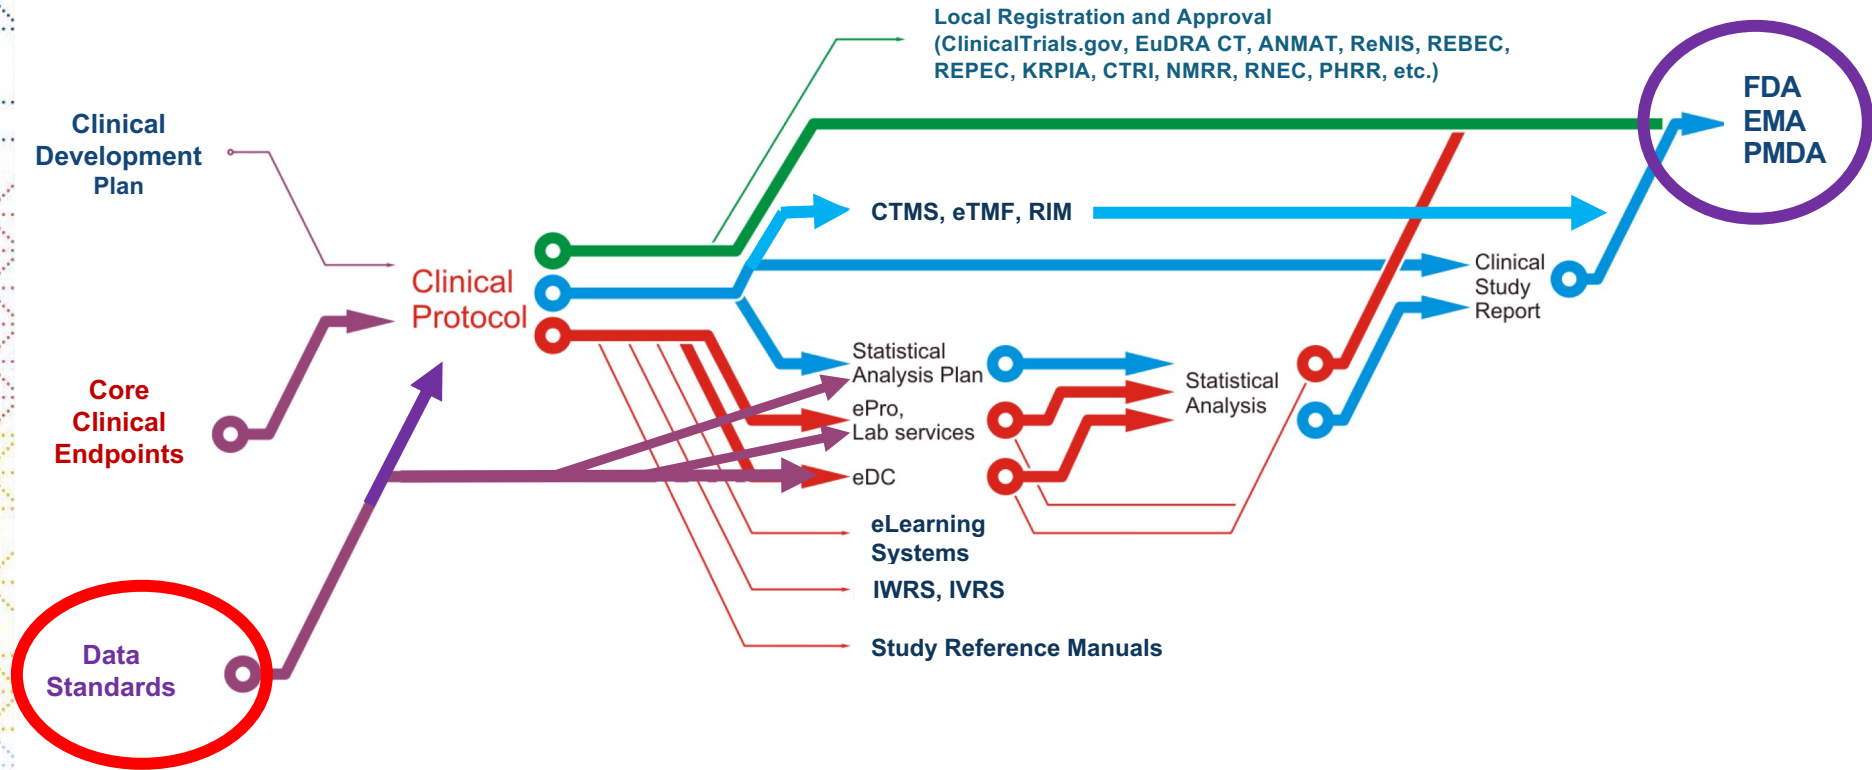 Local Registration and Approval
(ClinicalTrials.gov, EuDRA CT, ANMAT, ReNIS, REBEC,
REPEC, KRPIA, CTRI, NMRR, RNEC, PHRR, etc.)
FDA
EMA
PMDA
Clinical
Development
Plan
CTMS, eTMF, RIM
Clinical
Protocol
Clinical
Study
Report
Statistical
Analysis Plan
Statistical
Analysis
ePro,
Lab services
Core
Clinical
Endpoints
eDC
eLearning
Systems
IWRS, IVRS
Study Reference Manuals
Data
Standards